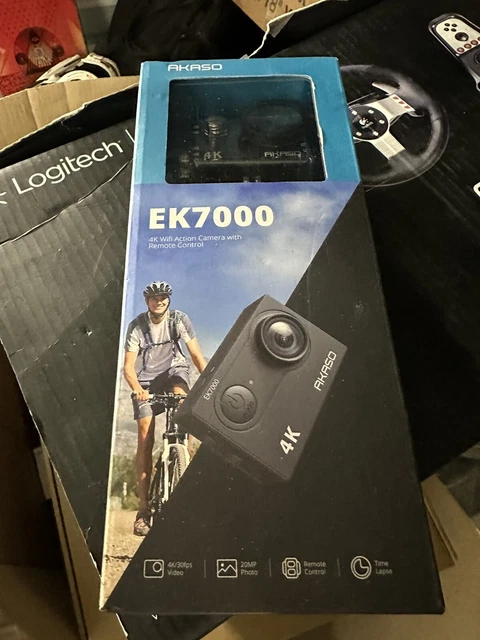 AKASO
4K AKASO
Logitech
EK7000
4K Wifi Action Camera with
Remote Control
EK7000
AKASO
4K
4K/30fps
Video
20MP
Photo
Remote
Control
Time
Lapse